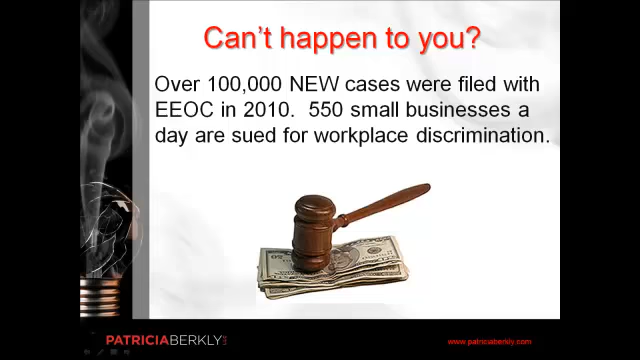 Can't happen to you?
Over 100,000 NEW cases were filed with
EEOC in 2010.  550 small businesses a
day are sued for workplace discrimination.
PATRICIABERKLY
www.patriciaberkly.com